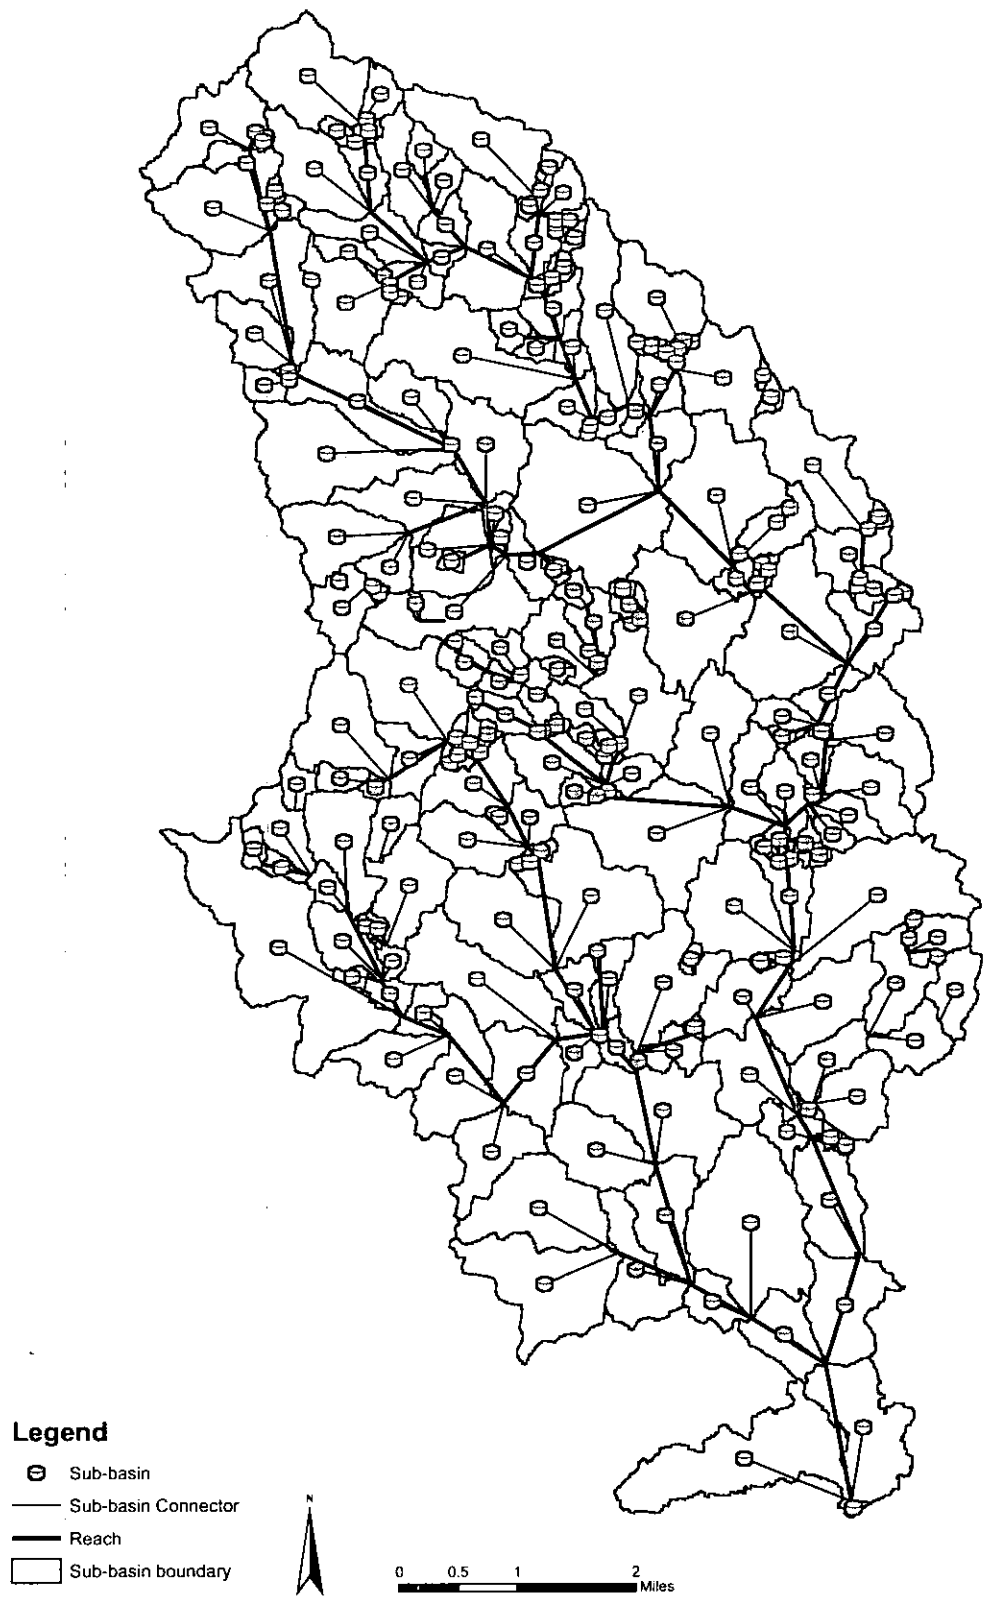 Legend
Sub-basin
Sub-basin Connector
Reach
Sub-basin boundary
N
0 0.5 1 2
Miles